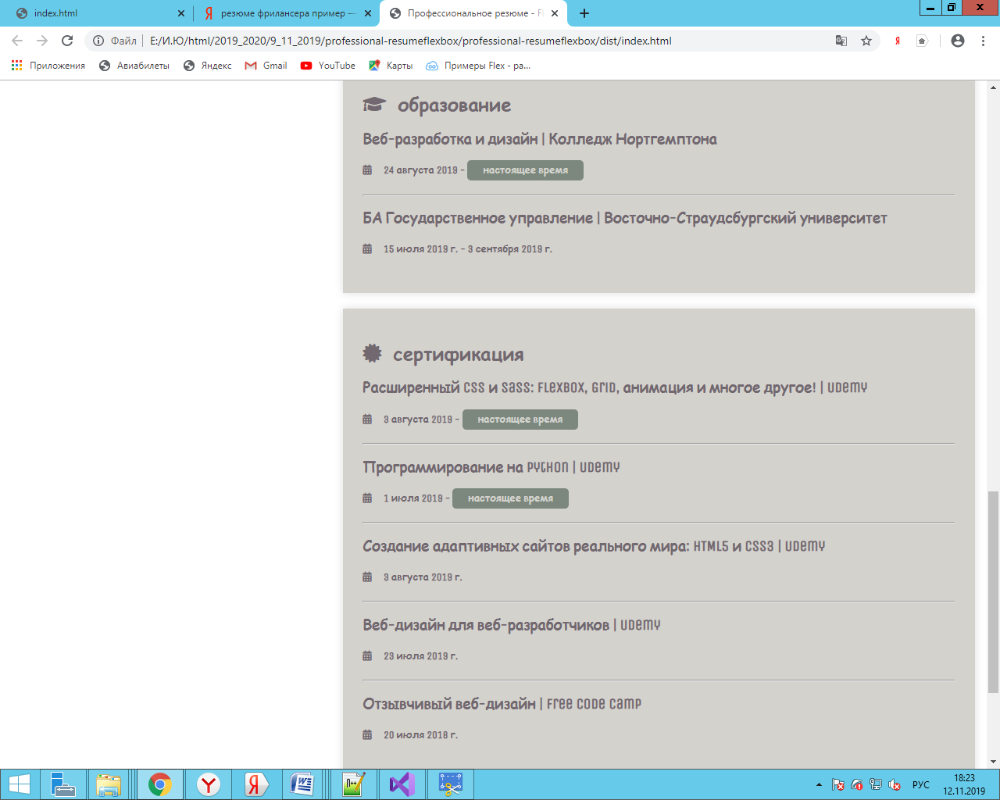 index.html
резюме фрилансера пример —
Профессиональное резюме - F
Файл
E:/И.Ю/html/2019_2020/9_11_2019/professional-resumeflexbox/professional-resumeflexbox/dist/index.html
Приложения
Авиабилеты
Яндекс
Gmail
YouTube
Карты
Примеры Flex - ра...
образование
Веб-разработка и дизайн | Колледж Нортгемптона
24 августа 2019 - настоящее время
БА Государственное управление | Восточно-Страудсбургский университет
15 июля 2019 г. - 3 сентября 2019 г.
сертификация
Расширенный CSS и Sass: Flexbox, Grid, анимация и многое другое! | Udemy
3 августа 2019 - настоящее время
Программирование на Python | Udemy
1 июля 2019 - настоящее время
Создание адаптивных сайтов реального мира: HTML5 и CSS3 | Udemy
3 августа 2019 г.
Веб-дизайн для веб-разработчиков | Udemy
23 июля 2019 г.
Отзывчивый веб-дизайн | Free Code Camp
20 июля 2018 г.
РУС
18:23
12.11.2019